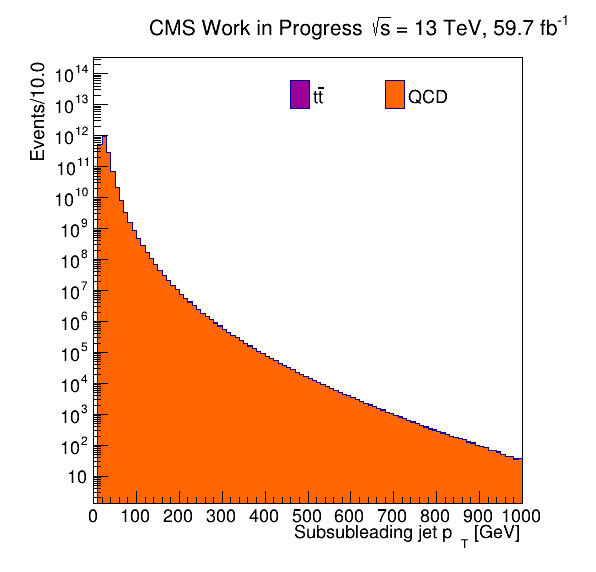 CMS Work in Progress √s = 13 TeV, 59.7 fb⁻¹
Events/10.0
tt̄
QCD
10¹⁴
10¹³
10¹²
10¹¹
10¹⁰
10⁹
10⁸
10⁷
10⁶
10⁵
10⁴
10³
10²
10
0 100 200 300 400 500 600 700 800 900 1000
Subsubleading jet p T [GeV]